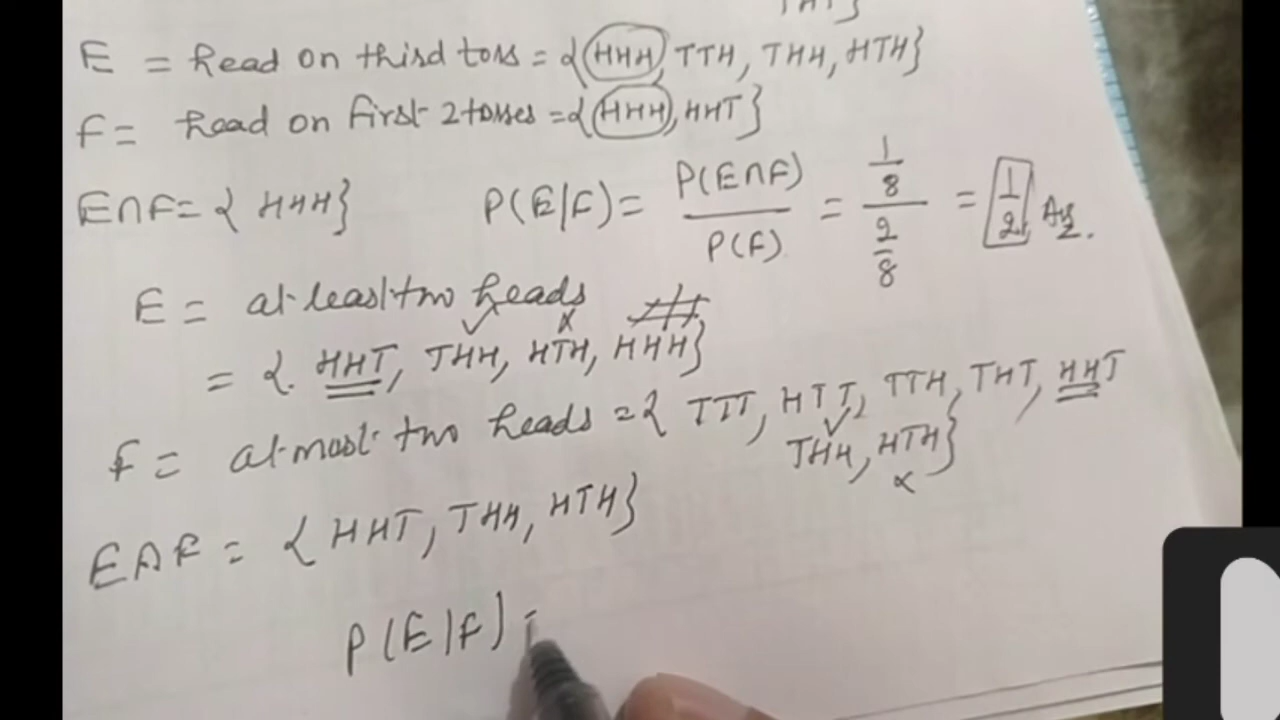 THT}
E = head on third toss = {HHH, TTH, THH, HTH}
F = head on first 2 tosses = {HHH, HHT}
E∩F = { HHH} P(E|F) = P(E∩F) / P(F) = 1/8 / 2/8 = 1/2 Ans.
E = at least two heads
= {. HHT, THH, HTH, HHH}
F = at most two heads = { TTT, HTT, TTH, THT, HHT
THH, HTH}
E∩F = { HHT, THH, HTH}
P(E|F) =